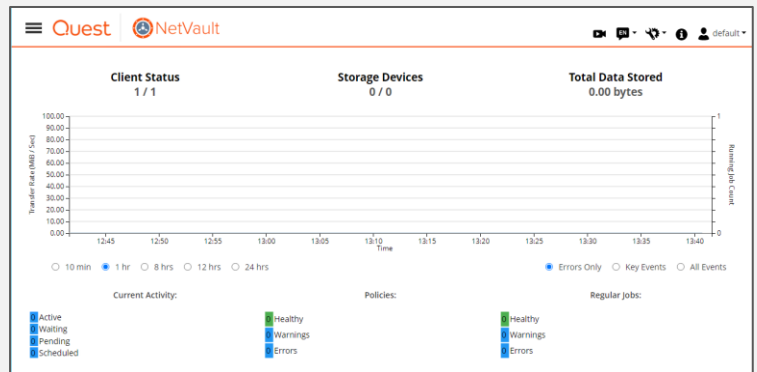 Quest NetVault
EN default
Client Status Storage Devices Total Data Stored
1 / 1 0 / 0 0.00 bytes
Transfer Rate (MiB / Sec)
100.00
90.00
80.00
70.00
60.00
50.00
40.00
30.00
20.00
10.00
0.00
1
0
Running Job Count
12:45 12:50 12:55 13:00 13:05 13:10 13:15 13:20 13:25 13:30 13:35 13:40
Time
10 min 1 hr 8 hrs 12 hrs 24 hrs Errors Only Key Events All Events
Current Activity: Policies: Regular Jobs:
0 Active
0 Waiting
0 Pending
0 Scheduled
0 Healthy
0 Warnings
0 Errors
0 Healthy
0 Warnings
0 Errors